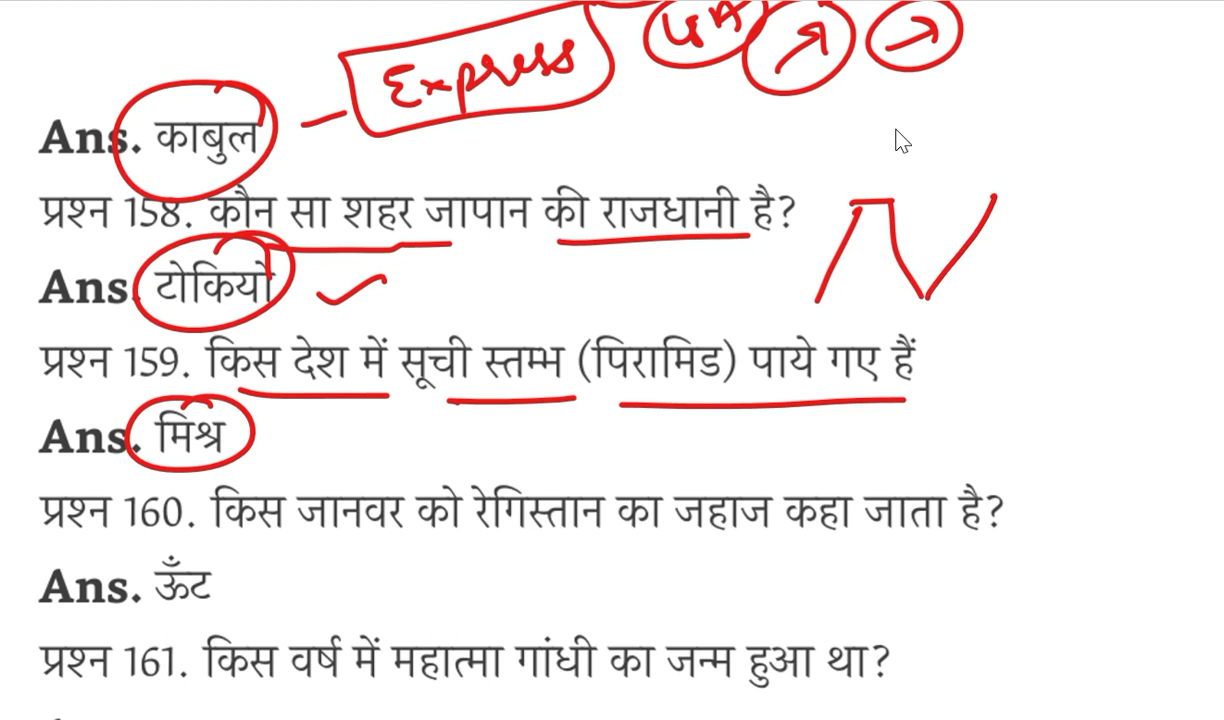 Express
Ans. काबुल
प्रश्न 158. कौन सा शहर जापान की राजधानी है?
Ans. टोकियो
प्रश्न 159. किस देश में सूची स्तम्भ (पिरामिड) पाये गए हैं
Ans. मिश्र
प्रश्न 160. किस जानवर को रेगिस्तान का जहाज कहा जाता है?
Ans. ऊँट
प्रश्न 161. किस वर्ष में महात्मा गांधी का जन्म हुआ था?